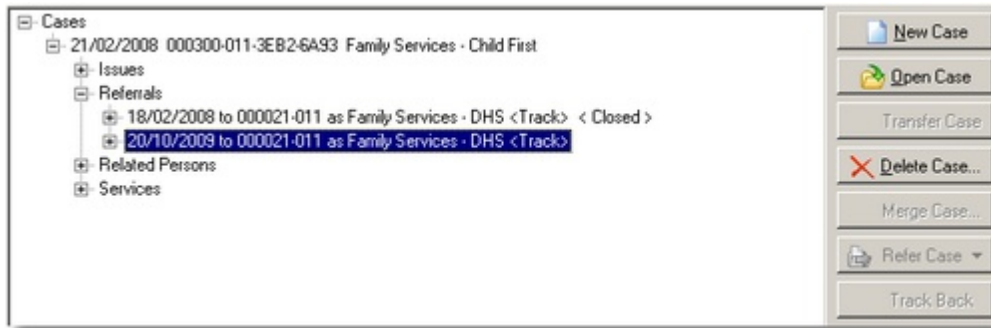 Cases
21/02/2008 000300-011-3EB2-6A93 Family Services - Child First
Issues
Referrals
18/02/2008 to 000021-011 as Family Services - DHS <Track> < Closed >
20/10/2009 to 000021-011 as Family Services - DHS <Track>
Related Persons
Services
New Case
Open Case
Transfer Case
Delete Case...
Merge Case...
Refer Case
Track Back